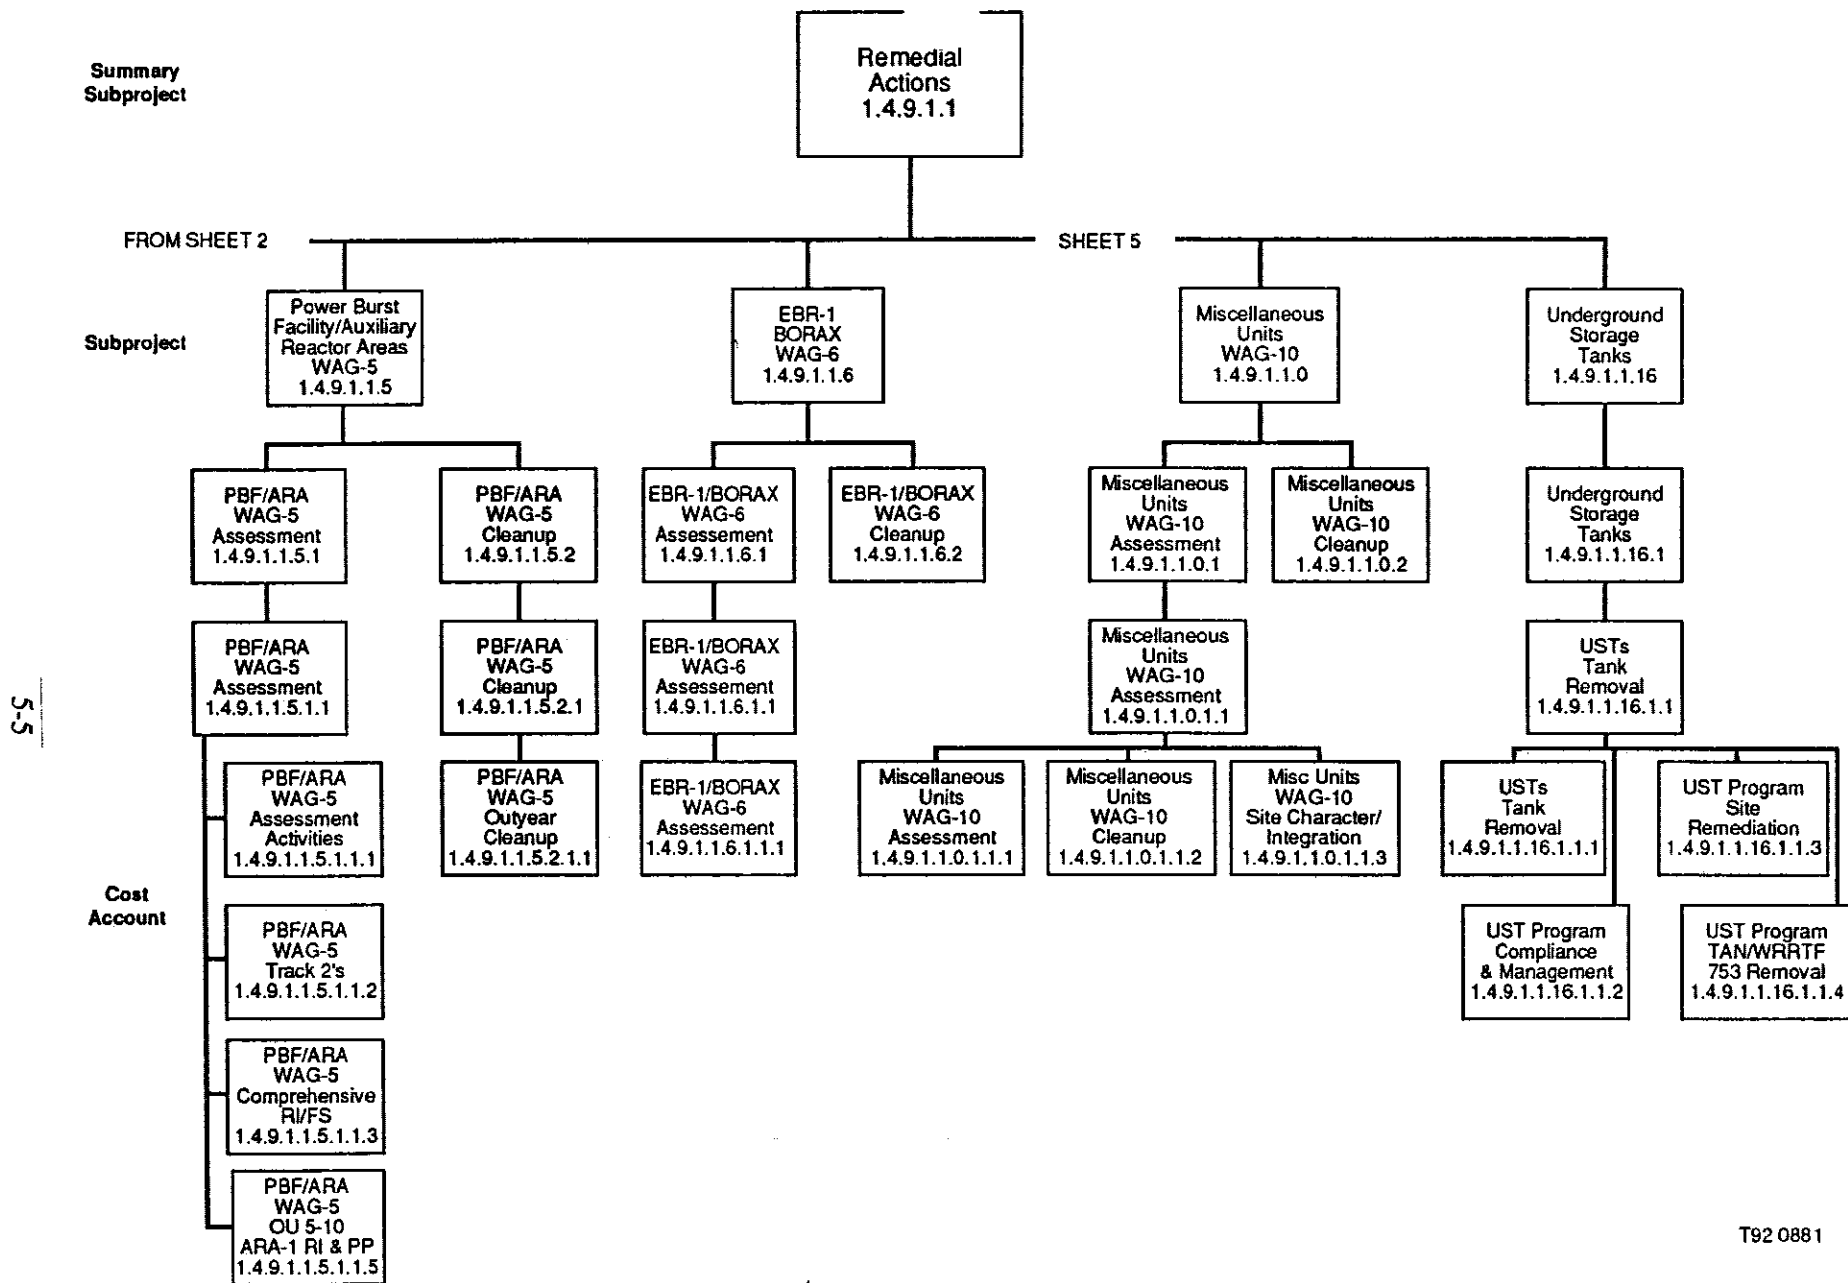 Summary
Subproject
Remedial
Actions
1.4.9.1.1
FROM SHEET 2
SHEET 5
Subproject
Power Burst
Facility/Auxiliary
Reactor Areas
WAG-5
1.4.9.1.1.5
EBR-1
BORAX
WAG-6
1.4.9.1.1.6
Miscellaneous
Units
WAG-10
1.4.9.1.1.0
Underground
Storage
Tanks
1.4.9.1.1.16
PBF/ARA
WAG-5
Assessment
1.4.9.1.1.5.1
PBF/ARA
WAG-5
Cleanup
1.4.9.1.1.5.2
EBR-1/BORAX
WAG-6
Assessement
1.4.9.1.1.6.1
EBR-1/BORAX
WAG-6
Cleanup
1.4.9.1.1.6.2
Miscellaneous
Units
WAG-10
Assessment
1.4.9.1.1.0.1
Miscellaneous
Units
WAG-10
Cleanup
1.4.9.1.1.0.2
Underground
Storage
Tanks
1.4.9.1.1.16.1
PBF/ARA
WAG-5
Assessment
1.4.9.1.1.5.1.1
PBF/ARA
WAG-5
Cleanup
1.4.9.1.1.5.2.1
EBR-1/BORAX
WAG-6
Assessement
1.4.9.1.1.6.1.1
Miscellaneous
Units
WAG-10
Assessment
1.4.9.1.1.0.1.1
USTs
Tank
Removal
1.4.9.1.1.16.1.1
Cost
Account
PBF/ARA
WAG-5
Assessment
Activities
1.4.9.1.1.5.1.1.1
PBF/ARA
WAG-5
Outyear
Cleanup
1.4.9.1.1.5.2.1.1
EBR-1/BORAX
WAG-6
Assessement
1.4.9.1.1.6.1.1.1
Miscellaneous
Units
WAG-10
Assessment
1.4.9.1.1.0.1.1.1
Miscellaneous
Units
WAG-10
Cleanup
1.4.9.1.1.0.1.1.2
Misc Units
WAG-10
Site Character/
Integration
1.4.9.1.1.0.1.1.3
USTs
Tank
Removal
1.4.9.1.1.16.1.1.1
UST Program
Site
Remediation
1.4.9.1.1.16.1.1.3
PBF/ARA
WAG-5
Track 2's
1.4.9.1.1.5.1.1.2
UST Program
Compliance
& Management
1.4.9.1.1.16.1.1.2
UST Program
TAN/WRRTF
753 Removal
1.4.9.1.1.16.1.1.4
PBF/ARA
WAG-5
Comprehensive
RI/FS
1.4.9.1.1.5.1.1.3
PBF/ARA
WAG-5
OU 5-10
ARA-1 RI & PP
1.4.9.1.1.5.1.1.5
5-5
T92 0881